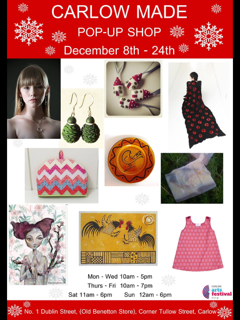 CARLOW MADE
POP-UP SHOP
December 8th - 24th
Mon - Wed 10am - 5pm
Thurs - Fri  10am - 7pm
Sat 11am - 6pm  Sun  12am - 6pm
arts
festival
No. 1 Dublin Street, (Old Benetton Store), Corner Tullow Street, Carlow